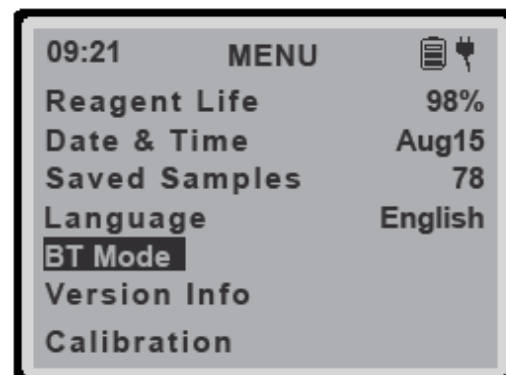 09:21 MENU
Reagent Life 98%
Date & Time Aug15
Saved Samples 78
Language English
BT Mode
Version Info
Calibration